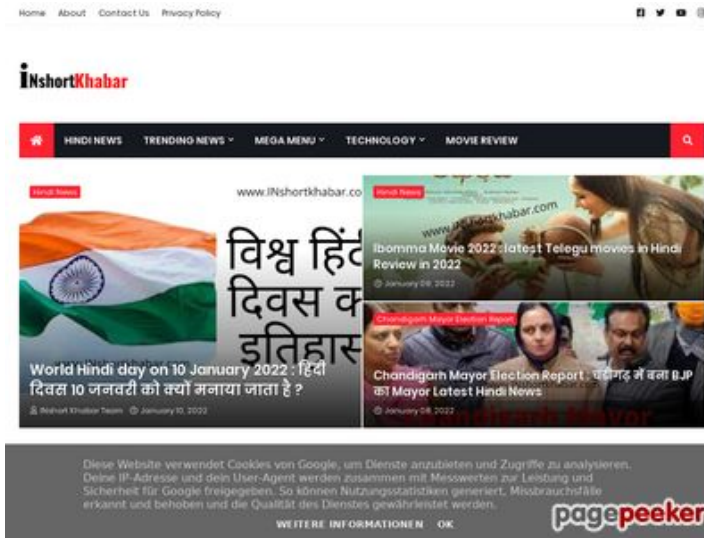 Home About Contact Us Privacy Policy
iNshortKhabar
HINDI NEWS TRENDING NEWS MEGA MENU TECHNOLOGY MOVIE REVIEW
Hindi News
www.INshortkhabar.co
विश्व हिंद
दिवस क
इतिहास
World Hindi day on 10 January 2022 : हिंदी
दिवस 10 जनवरी को क्यों मनाया जाता है ?
INshort Khabar Team January 10, 2022
Hindi News
www.INshortkhabar.com
Ibomma Movie 2022 : latest Telegu movies in Hindi
Review in 2022
January 09, 2022
Chandigarh Mayor Election Report
Chandigarh Mayor Election Report : चंडीगढ़ में बना BJP
का Mayor Latest Hindi News
January 08, 2022
Diese Website verwendet Cookies von Google, um Dienste anzubieten und Zugriffe zu analysieren.
Deine IP-Adresse und dein User-Agent werden zusammen mit Messwerten zur Leistung und
Sicherheit für Google freigegeben. So können Nutzungsstatistiken generiert, Missbrauchsfälle
erkannt und behoben und die Qualität des Dienstes gewährleistet werden.
WEITERE INFORMATIONEN OK
pagepeeker